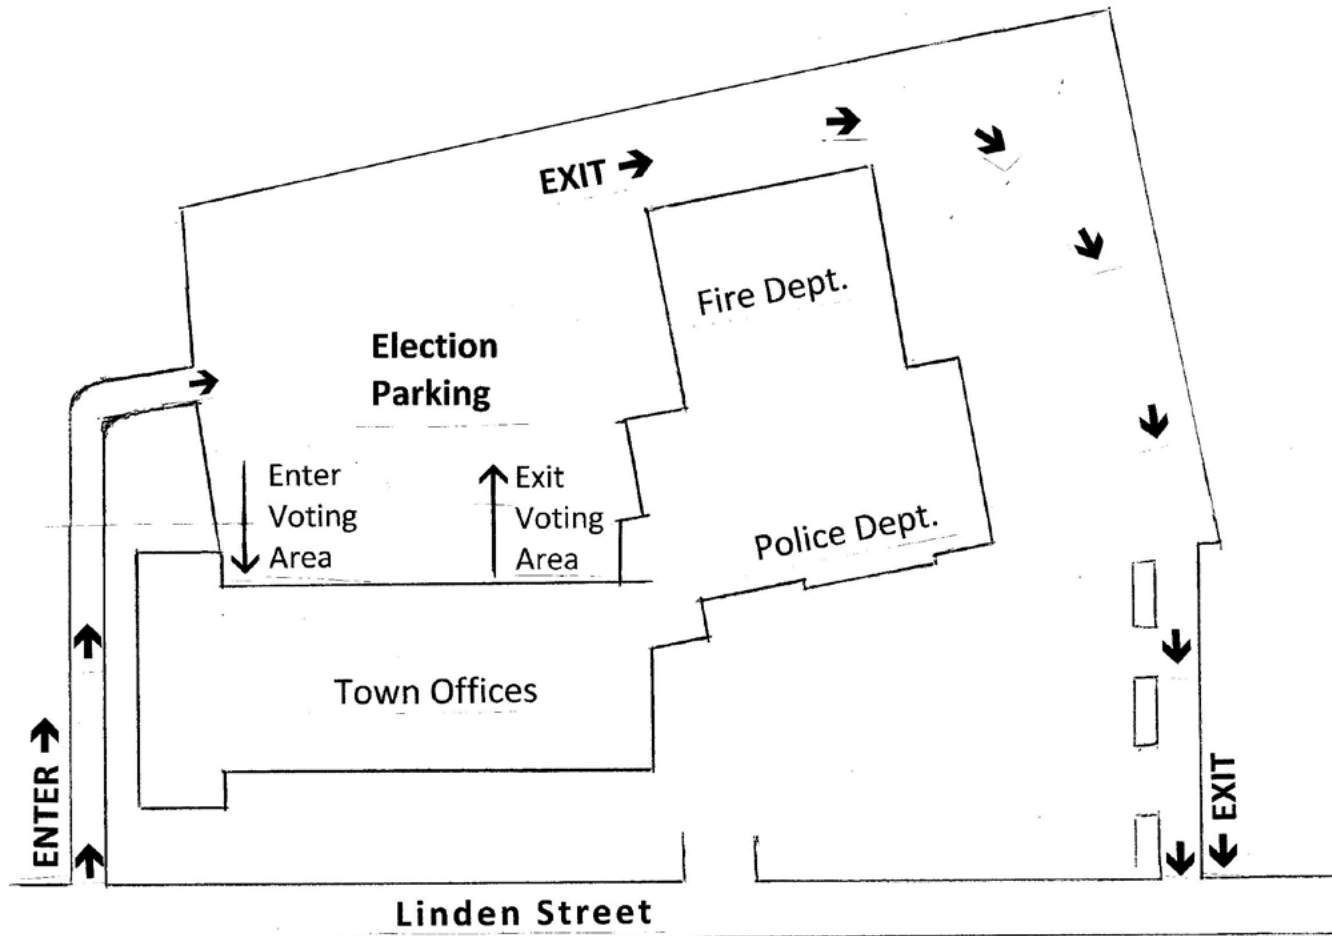 EXIT
Fire Dept.
Election
Parking
Enter
Voting
Area
Exit
Voting
Area
Police Dept.
Town Offices
ENTER
EXIT
Linden Street